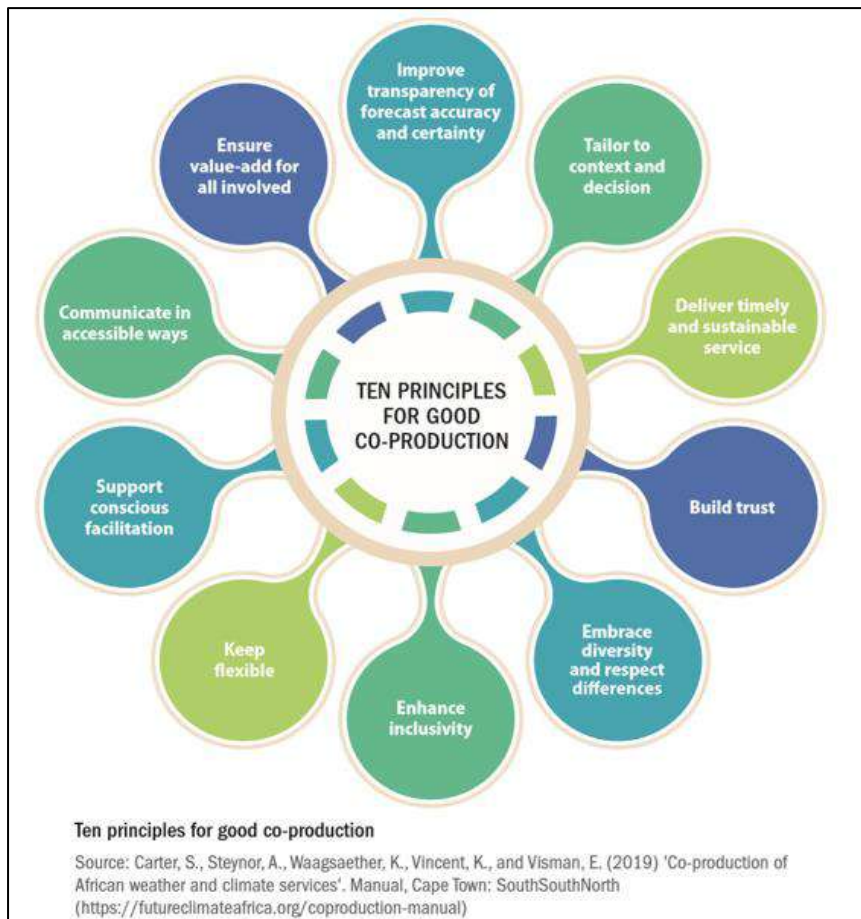 Improve
transparency of
forecast accuracy
and certainty
Tailor to
context and
decision
Deliver timely
and sustainable
service
Build trust
Embrace
diversity
and respect
differences
Enhance
inclusivity
Keep
flexible
Support
conscious
facilitation
Communicate in
accessible ways
Ensure
value-add for
all involved
TEN PRINCIPLES
FOR GOOD
CO-PRODUCTION
Ten principles for good co-production
Source: Carter, S., Steynor, A., Waagsaether, K., Vincent, K., and Visman, E. (2019) 'Co-production of
African weather and climate services'. Manual, Cape Town: SouthSouthNorth
(https://futureclimateafrica.org/coproduction-manual)